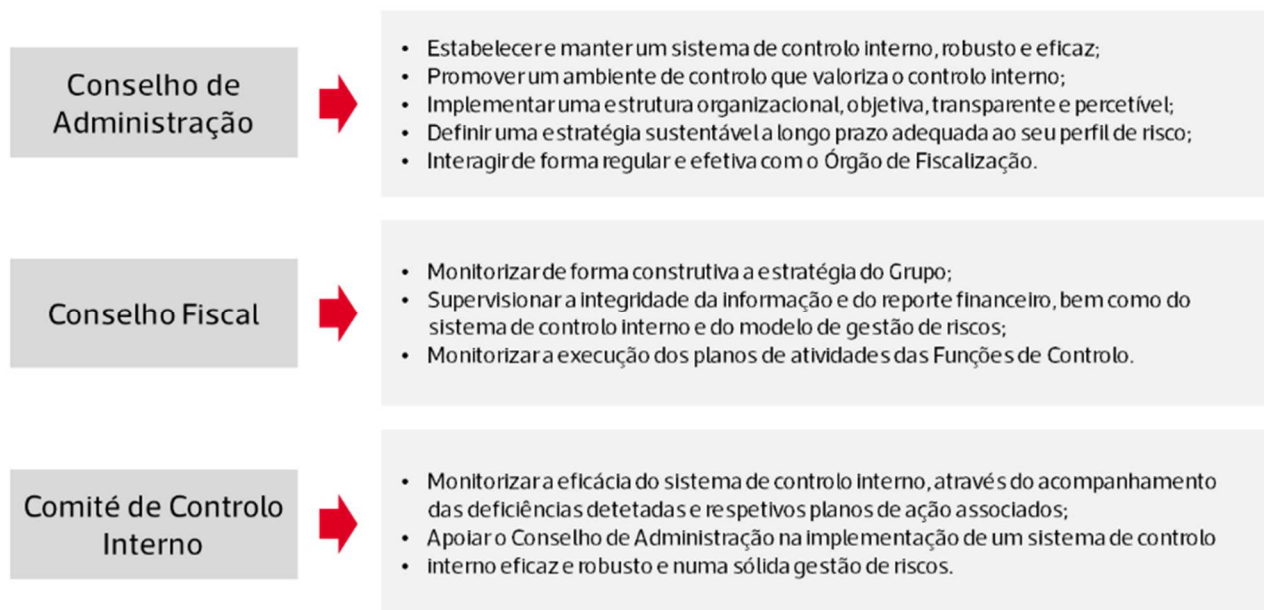 Conselho de
Administração
• Estabelecer e manter um sistema de controlo interno, robusto e eficaz;
• Promover um ambiente de controlo que valoriza o controlo interno;
• Implementar uma estrutura organizacional, objetiva, transparente e percetível;
• Definir uma estratégia sustentável a longo prazo adequada ao seu perfil de risco;
• Interagir de forma regular e efetiva com o Órgão de Fiscalização.
Conselho Fiscal
• Monitorizar de forma construtiva a estratégia do Grupo;
• Supervisionar a integridade da informação e do reporte financeiro, bem como do
sistema de controlo interno e do modelo de gestão de riscos;
• Monitorizar a execução dos planos de atividades das Funções de Controlo.
Comité de Controlo
Interno
• Monitorizar a eficácia do sistema de controlo interno, através do acompanhamento
das deficiências detetadas e respetivos planos de ação associados;
• Apoiar o Conselho de Administração na implementação de um sistema de controlo
• interno eficaz e robusto e numa sólida gestão de riscos.